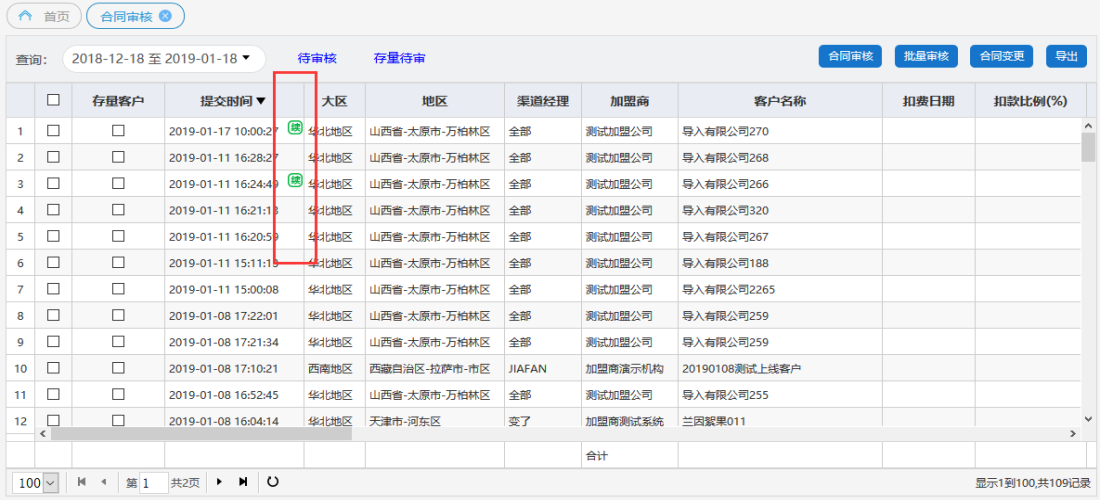 首页 合同审核
查询: 2018-12-18 至 2019-01-18 待审核 存量待审 合同审核 批量审核 合同变更 导出
存量客户 提交时间 大区 地区 渠道经理 加盟商 客户名称 扣费日期 扣款比例(%)
1 2019-01-17 10:00:27 续 华北地区 山西省-太原市-万柏林区 全部 测试加盟公司 导入有限公司270
2 2019-01-11 16:28:27 华北地区 山西省-太原市-万柏林区 全部 测试加盟公司 导入有限公司268
3 2019-01-11 16:24:49 续 华北地区 山西省-太原市-万柏林区 全部 测试加盟公司 导入有限公司266
4 2019-01-11 16:21:13 华北地区 山西省-太原市-万柏林区 全部 测试加盟公司 导入有限公司320
5 2019-01-11 16:20:59 华北地区 山西省-太原市-万柏林区 全部 测试加盟公司 导入有限公司267
6 2019-01-11 15:11:13 华北地区 山西省-太原市-万柏林区 全部 测试加盟公司 导入有限公司188
7 2019-01-11 15:00:08 华北地区 山西省-太原市-万柏林区 全部 测试加盟公司 导入有限公司2265
8 2019-01-08 17:22:01 华北地区 山西省-太原市-万柏林区 全部 测试加盟公司 导入有限公司259
9 2019-01-08 17:21:34 华北地区 山西省-太原市-万柏林区 全部 测试加盟公司 导入有限公司259
10 2019-01-08 17:10:21 西南地区 西藏自治区-拉萨市-市区 JIAFAN 加盟商演示机构 20190108测试上线客户
11 2019-01-08 16:52:45 华北地区 山西省-太原市-万柏林区 全部 测试加盟公司 导入有限公司255
12 2019-01-08 16:04:14 华北地区 天津市-河东区 变了 加盟商测试系统 兰因絮果011
合计
100 第 1 共2页 显示1到100,共109记录